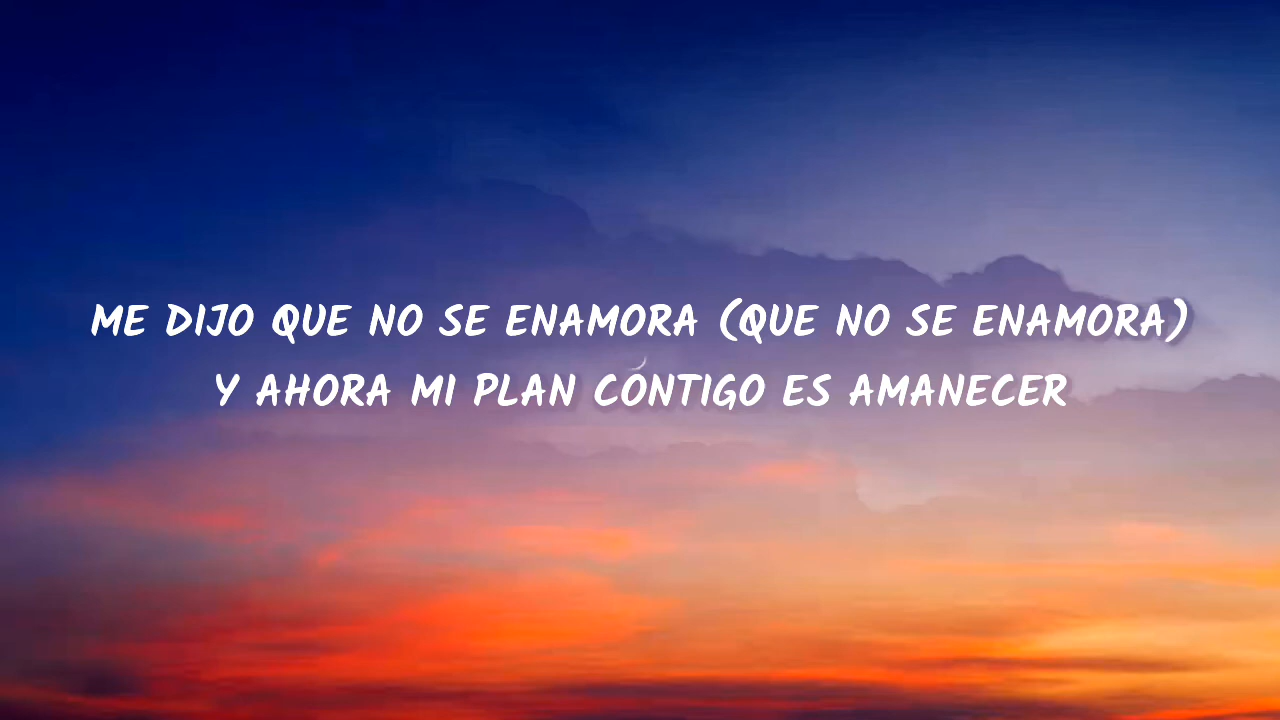 ME DIJO QUE NO SE ENAMORA (QUE NO SE ENAMORA)
Y AHORA MI PLAN CONTIGO ES AMANECER